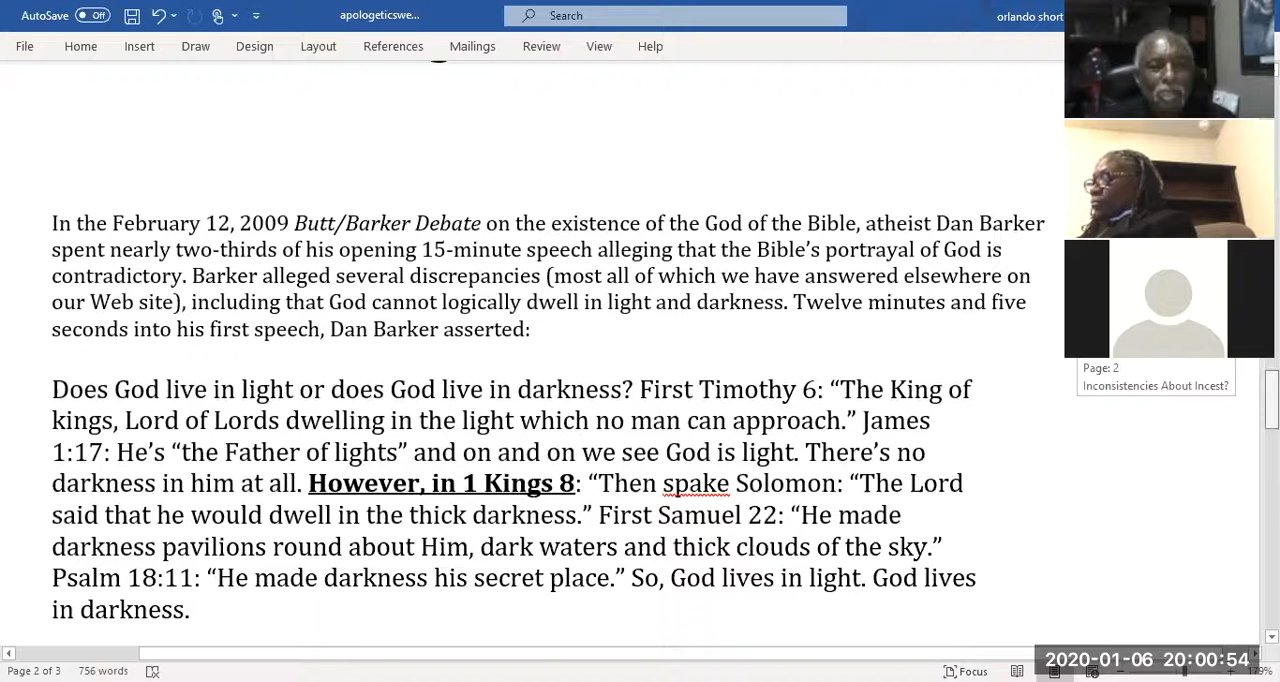 AutoSave Off apologeticswe... Search orlando short
File Home Insert Draw Design Layout References Mailings Review View Help
In the February 12, 2009 Butt/Barker Debate on the existence of the God of the Bible, atheist Dan Barker
spent nearly two-thirds of his opening 15-minute speech alleging that the Bible’s portrayal of God is
contradictory. Barker alleged several discrepancies (most all of which we have answered elsewhere on
our Web site), including that God cannot logically dwell in light and darkness. Twelve minutes and five
seconds into his first speech, Dan Barker asserted:
Page: 2
Inconsistencies About Incest?
Does God live in light or does God live in darkness? First Timothy 6: “The King of
kings, Lord of Lords dwelling in the light which no man can approach.” James
1:17: He’s “the Father of lights” and on and on we see God is light. There’s no
darkness in him at all. However, in 1 Kings 8: “Then spake Solomon: “The Lord
said that he would dwell in the thick darkness.” First Samuel 22: “He made
darkness pavilions round about Him, dark waters and thick clouds of the sky.”
Psalm 18:11: “He made darkness his secret place.” So, God lives in light. God lives
in darkness.
Page 2 of 3 756 words Focus 179%
2020-01-06 20:00:54